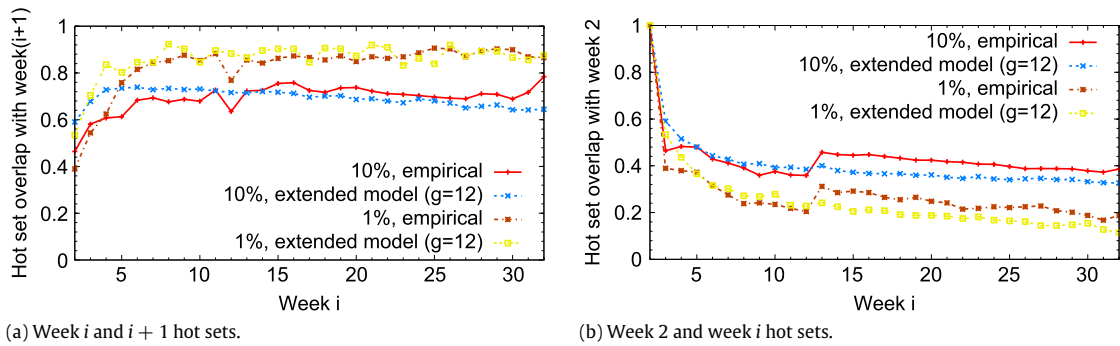 Hot set overlap with week(i+1)
1
0.8
0.6
0.4
0.2
0
10%, empirical
10%, extended model (g=12)
1%, empirical
1%, extended model (g=12)
5 10 15 20 25 30
Week i
(a) Week i and i + 1 hot sets.
Hot set overlap with week 2
1
0.8
0.6
0.4
0.2
0
10%, empirical
10%, extended model (g=12)
1%, empirical
1%, extended model (g=12)
5 10 15 20 25 30
Week i
(b) Week 2 and week i hot sets.